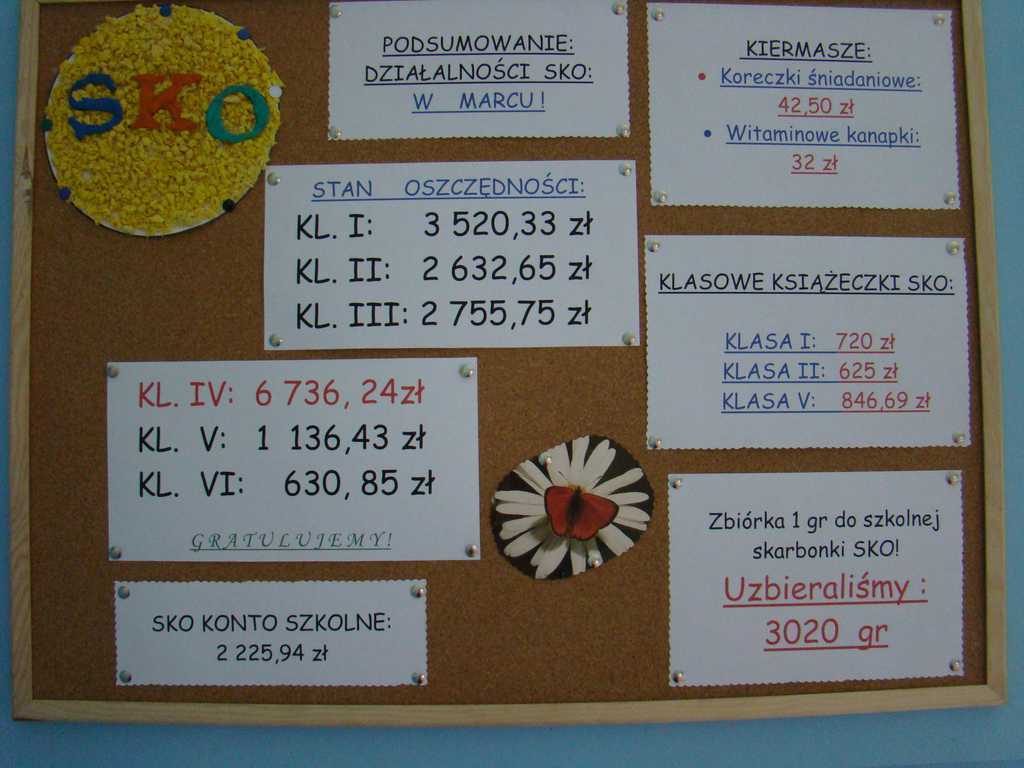 SKO
PODSUMOWANIE:
DZIAŁALNOŚCI SKO:
W MARCU !
KIERMASZE:
• Koreczki śniadaniowe:
42,50 zł
• Witaminowe kanapki:
32 zł
STAN OSZCZĘDNOŚCI:
KL. I: 3 520,33 zł
KL. II: 2 632,65 zł
KL. III: 2 755,75 zł
KLASOWE KSIĄŻECZKI SKO:
KLASA I: 720 zł
KLASA II: 625 zł
KLASA V: 846,69 zł
KL. IV: 6 736, 24zł
KL. V: 1 136,43 zł
KL. VI: 630, 85 zł
GRATULUJEMY!
Zbiórka 1 gr do szkolnej
skarbonki SKO!
Uzbieraliśmy :
3020 gr
SKO KONTO SZKOLNE:
2 225,94 zł